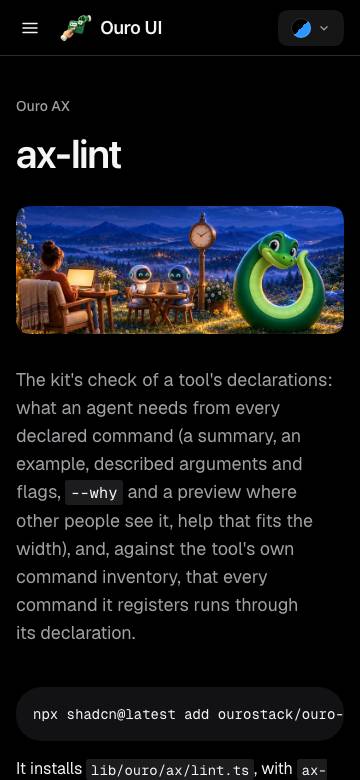 Ouro UI
Ouro AX
ax-lint
The kit's check of a tool's declarations:
what an agent needs from every
declared command (a summary, an
example, described arguments and
flags, --why and a preview where
other people see it, help that fits the
width), and, against the tool's own
command inventory, that every
command it registers runs through
its declaration.
npx shadcn@latest add ourostack/ouro-
It installs lib/ouro/ax/lint.ts, with ax-